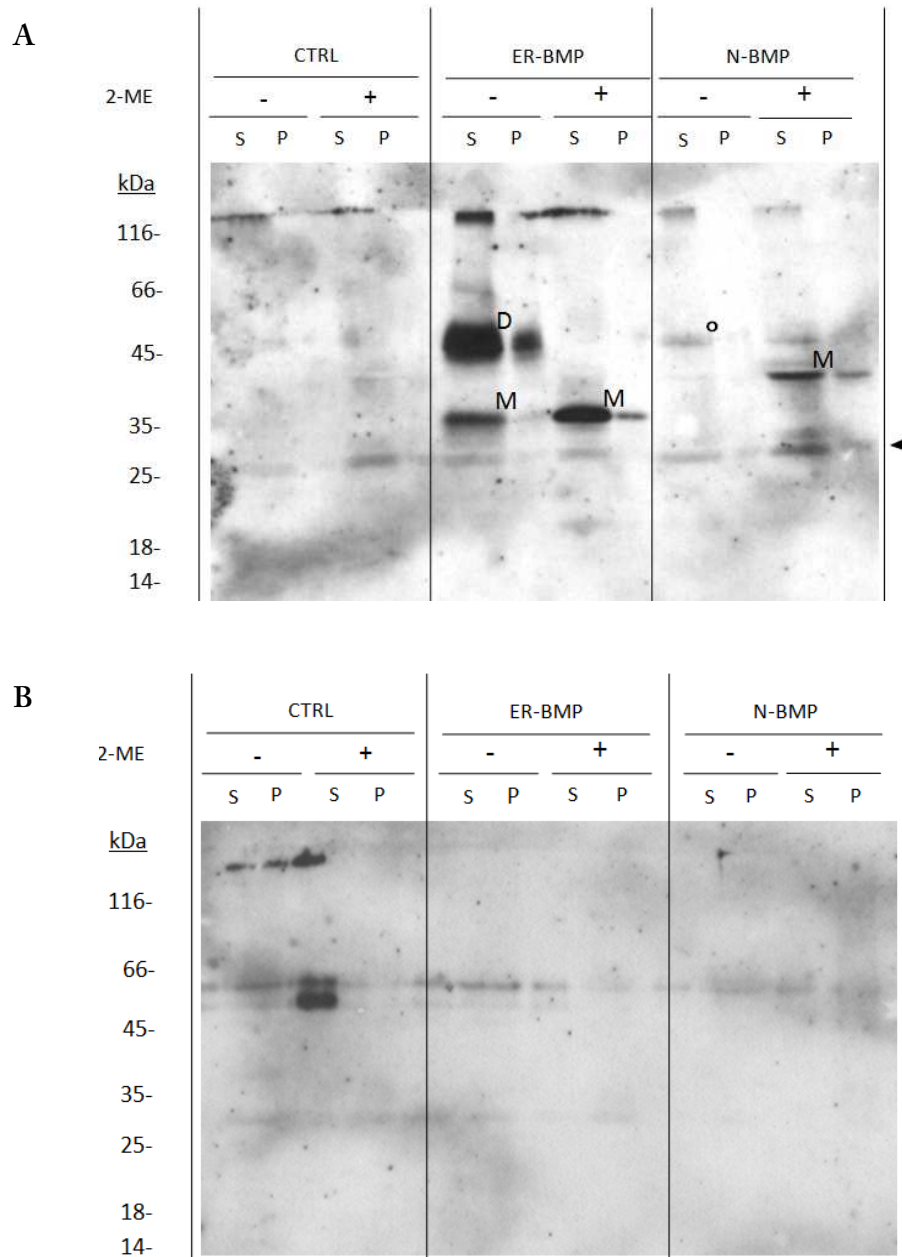 A
CTRL ER-BMP N-BMP
2-ME - + - + - +
S P S P S P S P S P S P
kDa
116-
66-
D o
45-
M
M M
35-
25-
18-
14-
B
CTRL ER-BMP N-BMP
2-ME - + - + - +
S P S P S P S P S P S P
kDa
116-
66-
45-
35-
25-
18-
14-